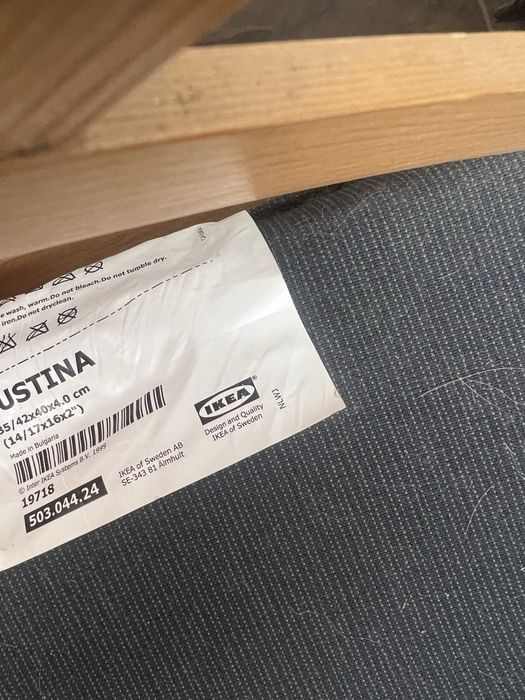 wash, warm.Do not bleach.Do not tumble dry.
iron.Do not dryclean.
USTINA
35/42x40x4.0 cm
(14/17x16x2")
Made in Bulgaria
© Inter IKEA Systems B.V. 1999
19718
503.044.24
IKEA of Sweden AB
SE-343 81 Älmhult
IKEA®
Design and Quality
IKEA of Sweden
NLW1